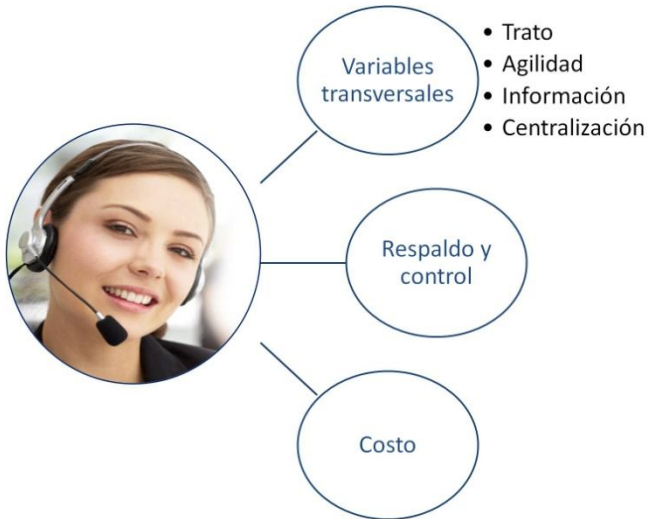 Variables
transversales
• Trato
• Agilidad
• Información
• Centralización
Respaldo y
control
Costo